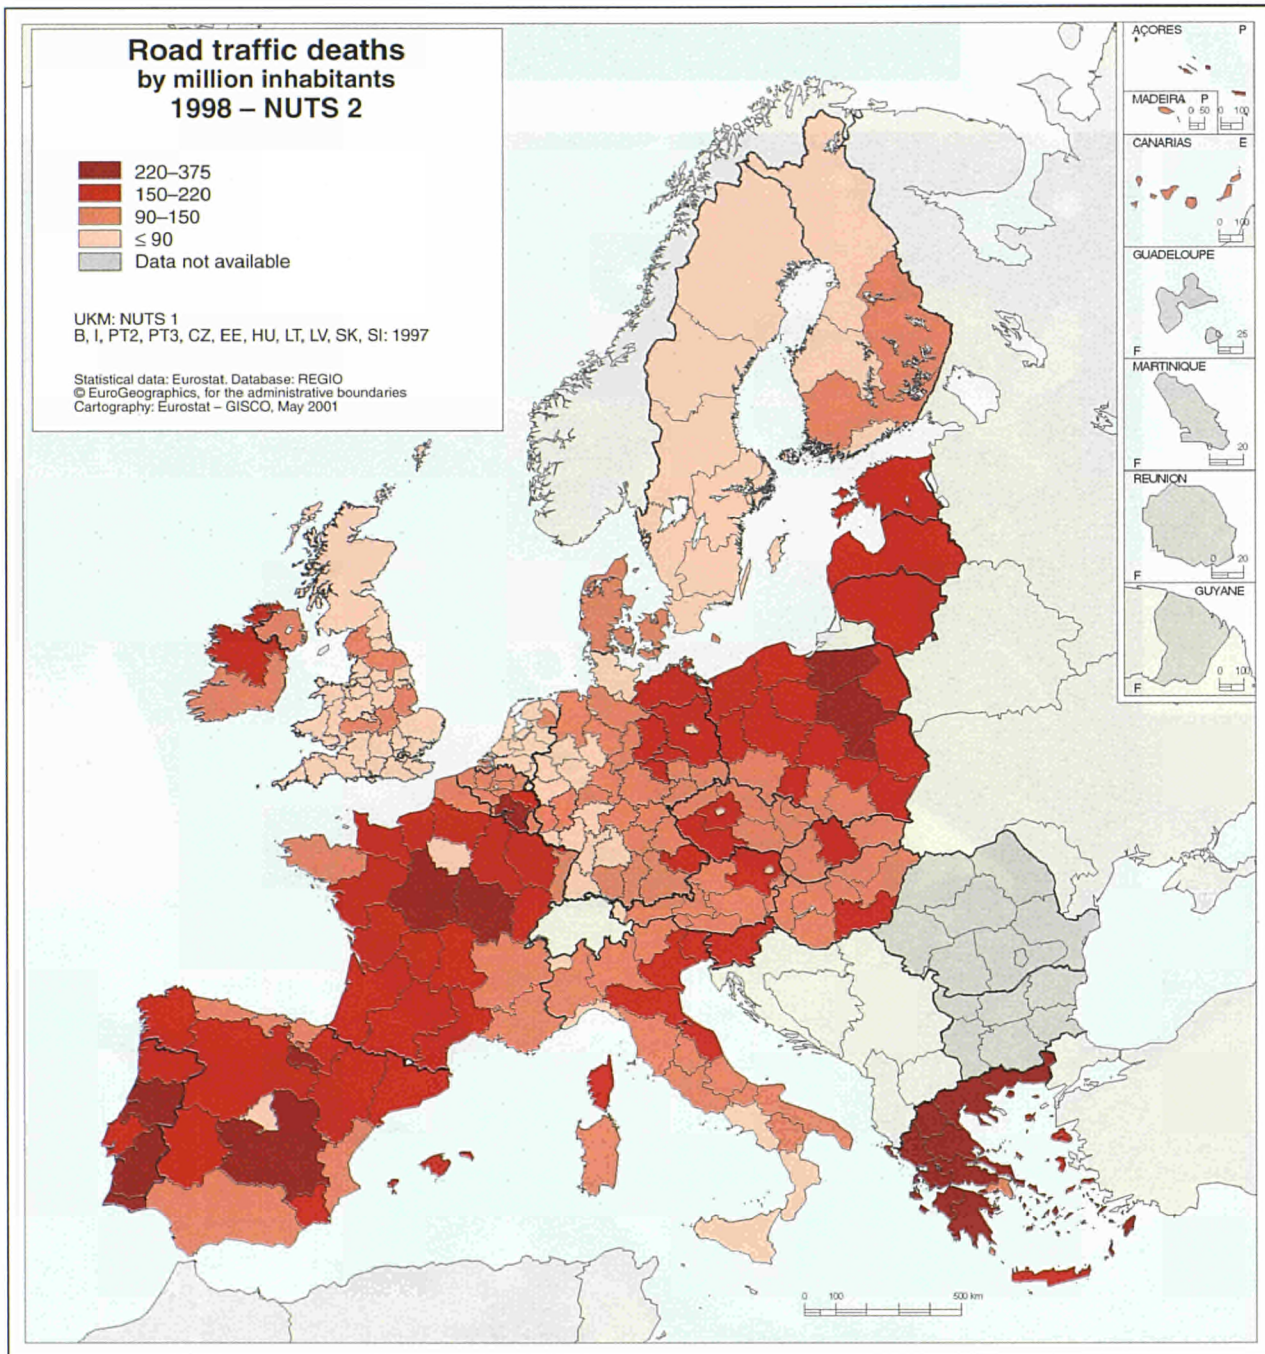 Road traffic deaths
by million inhabitants
1998 – NUTS 2
220–375
150–220
90–150
≤ 90
Data not available
UKM: NUTS 1
B, I, PT2, PT3, CZ, EE, HU, LT, LV, SK, SI: 1997
Statistical data: Eurostat. Database: REGIO
© EuroGeographics, for the administrative boundaries
Cartography: Eurostat – GISCO, May 2001
AÇORES P
MADEIRA P
0 50 0 100
CANARIAS E
0 100
GUADELOUPE
25
F
MARTINIQUE
20
F
REUNION
0 20
F
GUYANE
0 100
F
0 100 500 km